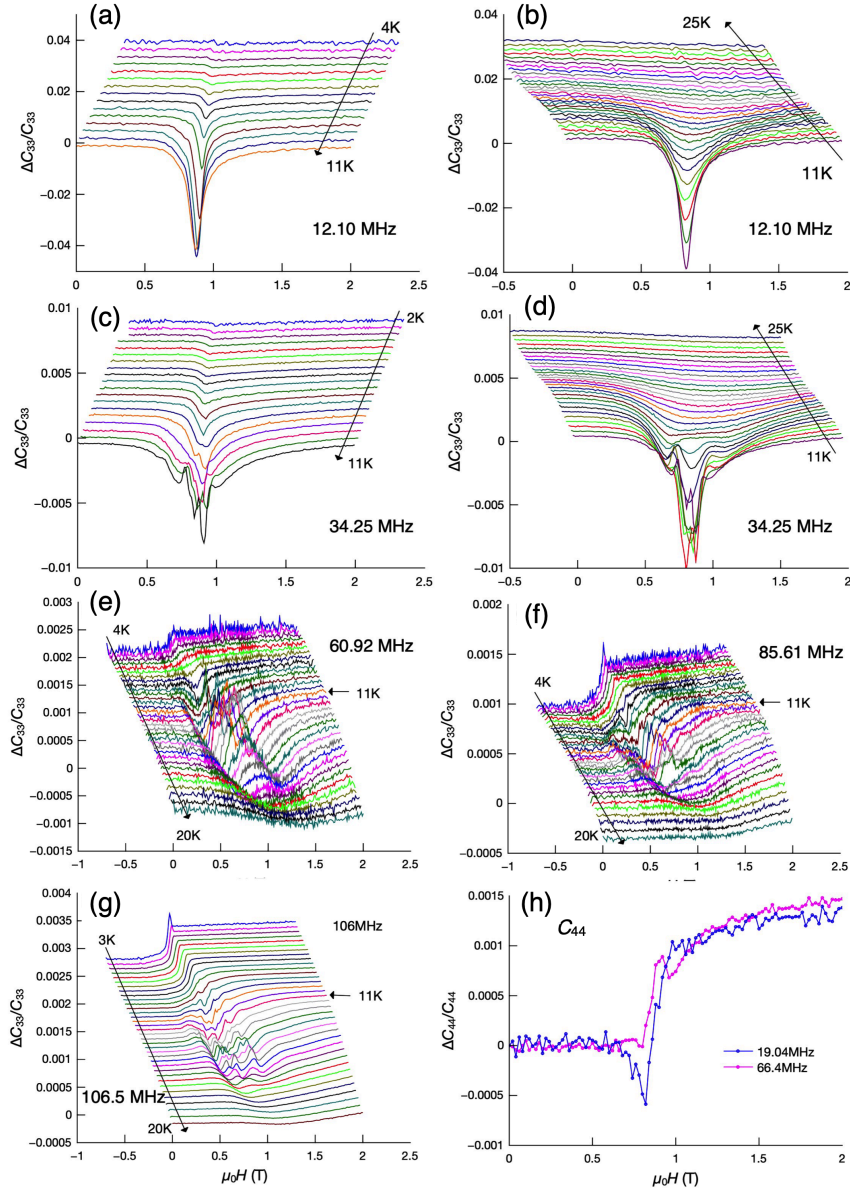 (a)
0.04
0.02
0
−0.02
−0.04
ΔC33/C33
4K
11K
12.10 MHz
0 0.5 1 1.5 2 2.5
(b)
0.04
0.02
0
−0.02
−0.04
ΔC33/C33
25K
11K
12.10 MHz
−0.5 0 0.5 1 1.5 2
(c)
0.01
0.005
0
−0.005
−0.01
ΔC33/C33
2K
11K
34.25 MHz
0 0.5 1 1.5 2 2.5
(d)
0.01
0.005
0
−0.005
−0.01
ΔC33/C33
25K
11K
34.25 MHz
−0.5 0 0.5 1 1.5 2
(e)
0.003
0.0025
0.002
0.0015
0.001
0.0005
0
−0.0005
−0.001
−0.0015
ΔC33/C33
4K
60.92 MHz
11K
20K
−1 −0.5 0 0.5 1 1.5 2 2.5
(f)
0.002
0.0015
0.001
0.0005
0
−0.0005
ΔC33/C33
85.61 MHz
4K
11K
20K
−1 −0.5 0 0.5 1 1.5 2 2.5
(g)
0.004
0.0035
0.003
0.0025
0.002
0.0015
0.001
0.0005
0
−0.0005
ΔC33/C33
106MHz
3K
11K
106.5 MHz
20K
−1 −0.5 0 0.5 1 1.5 2 2.5
μ0H (T)
(h)
C44
0.0015
0.001
0.0005
0
−0.0005
−0.001
ΔC44/C44
19.04MHz
66.4MHz
0 0.5 1 1.5 2
μ0H (T)